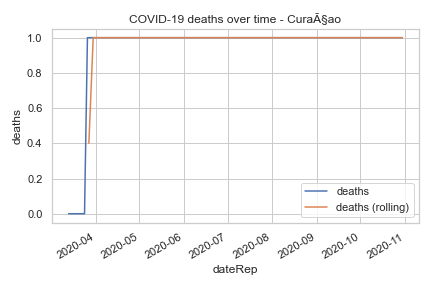 COVID-19 deaths over time - CuraÃ§ao
1.0
0.8
0.6
0.4
0.2
0.0
deaths
deaths
deaths (rolling)
2020-04
2020-05
2020-06
2020-07
2020-08
2020-09
2020-10
2020-11
dateRep